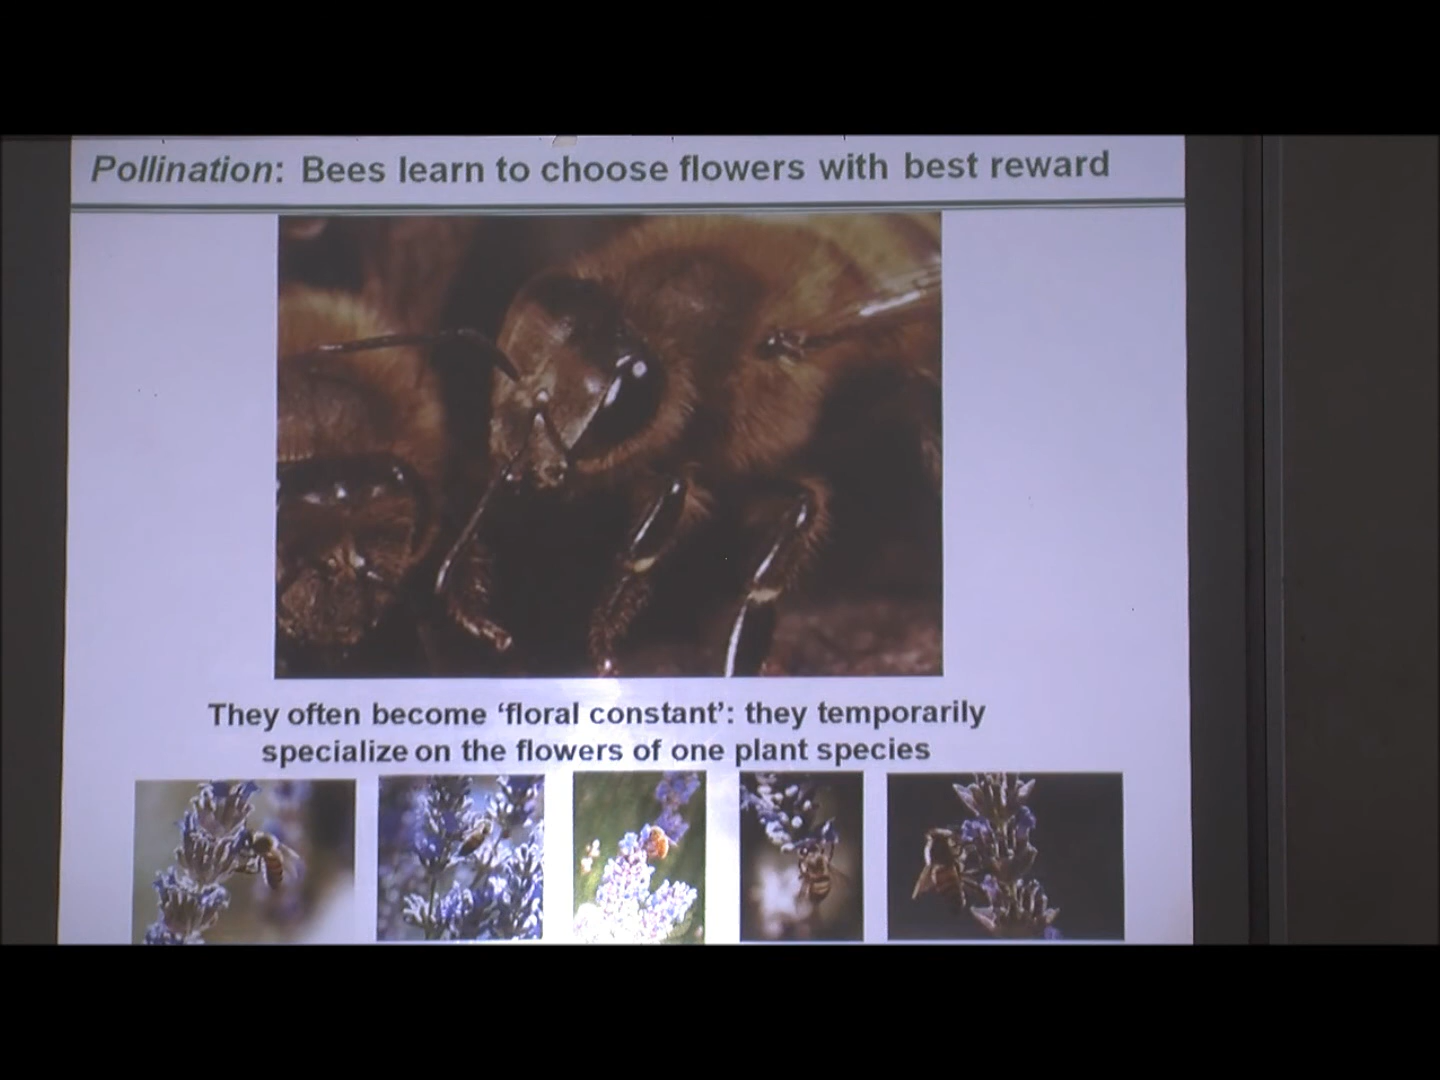 Pollination: Bees learn to choose flowers with best reward
They often become ‘floral constant’: they temporarily
specialize on the flowers of one plant species